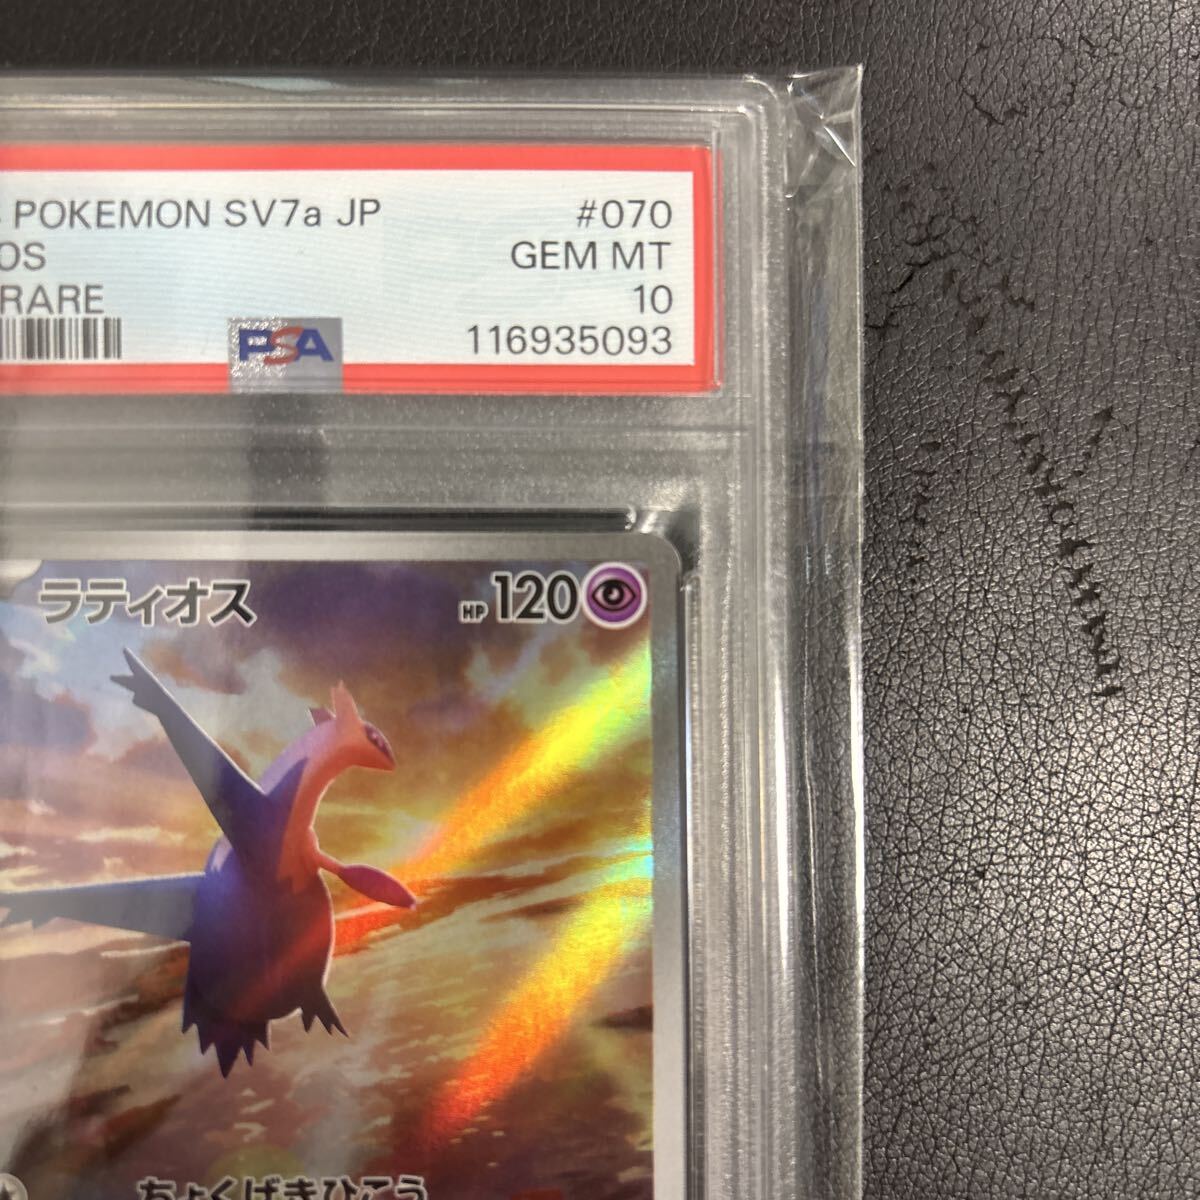 POKEMON SV7a JP #070
OS GEM MT
RARE 10
PSA 116935093
ラティオス HP 120
ちょくげきひこう